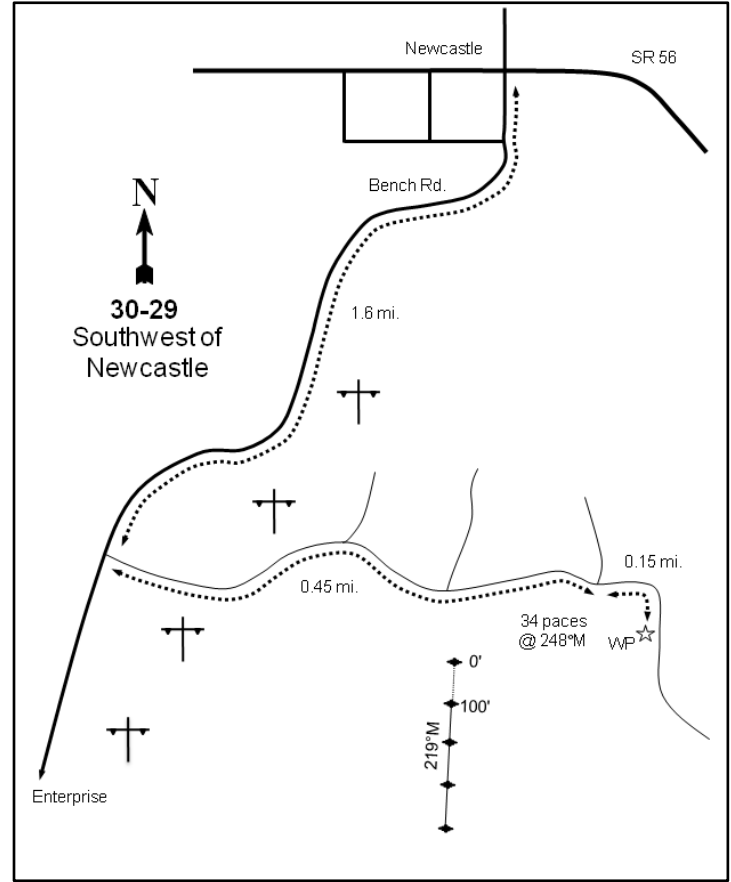 Newcastle
SR 56
Bench Rd.
N
30-29
Southwest of
Newcastle
1.6 mi.
0.45 mi.
0.15 mi.
34 paces
@ 248°M
WP
0'
100'
219°M
Enterprise